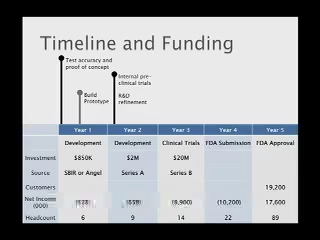 Timeline and Funding
Test accuracy and
proof of concept
Internal pre-
clinical trials
Build
Prototype
R&D
refinement
Year 1 Year 2 Year 3 Year 4 Year 5
Development Development Clinical Trials FDA Submission FDA Approval
Investment $850K $2M $20M
Source SBIR or Angel Series A Series B
Customers 19,200
Net Income (10,200) 17,600
(000)
Headcount 6 9 14 22 89